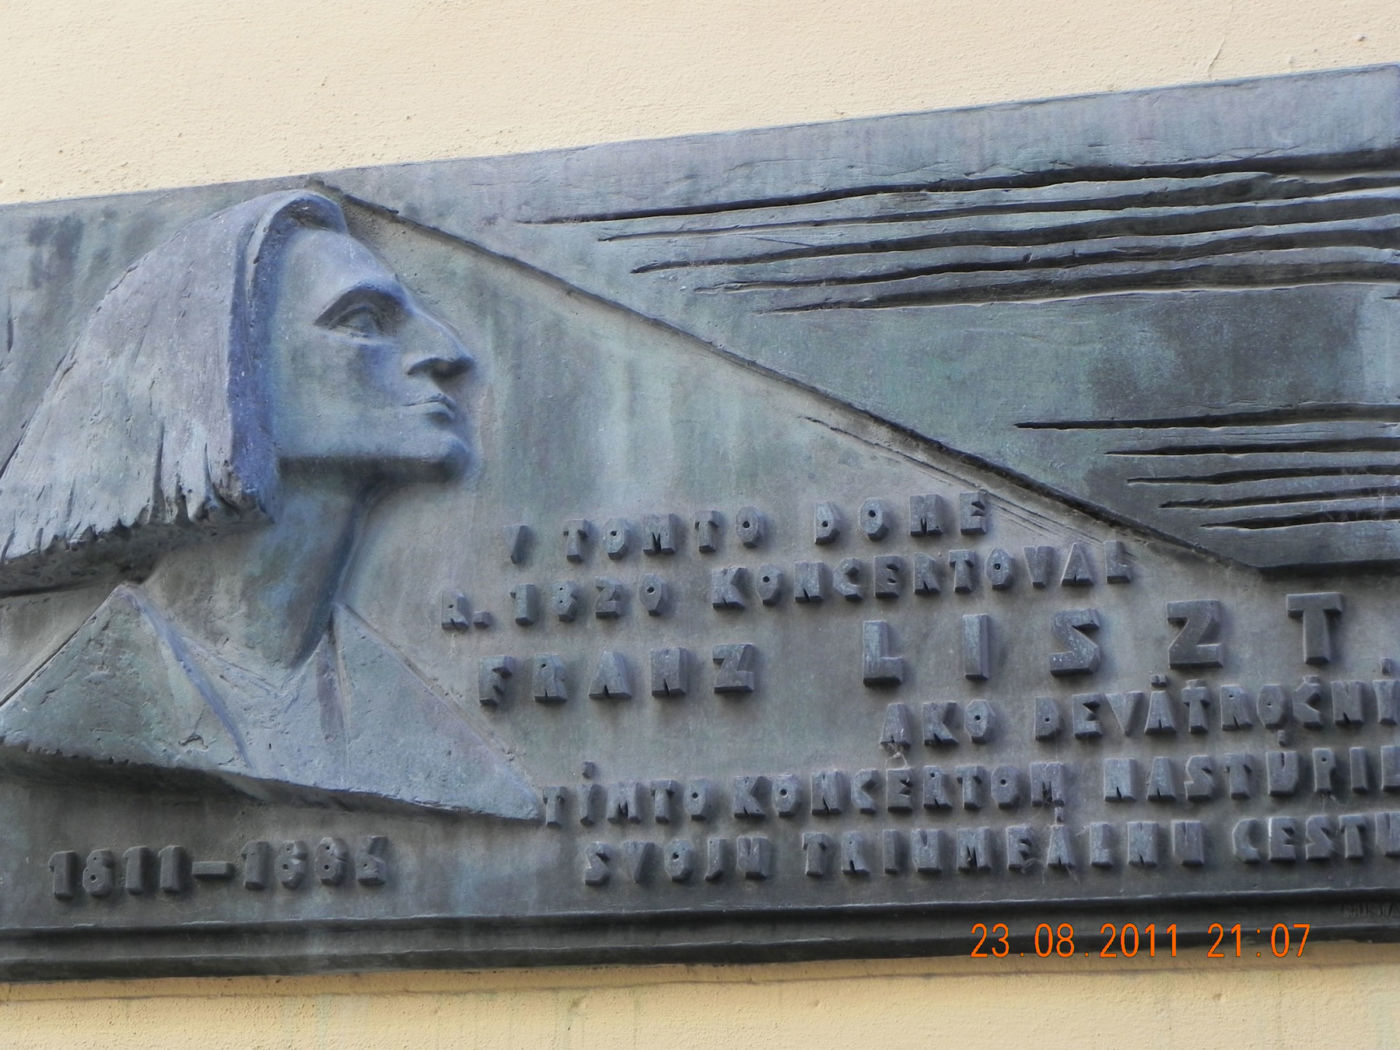 V TOMTO DOME
R. 1820 KONCERTOVAL
FRANZ LISZT
AKO DEVÄŤROČN
TÝMTO KONCERTOM NASTÚPIL
SVOJU TRIUMFÁLNU CESTU
1811–1886
23.08.2011 21:07